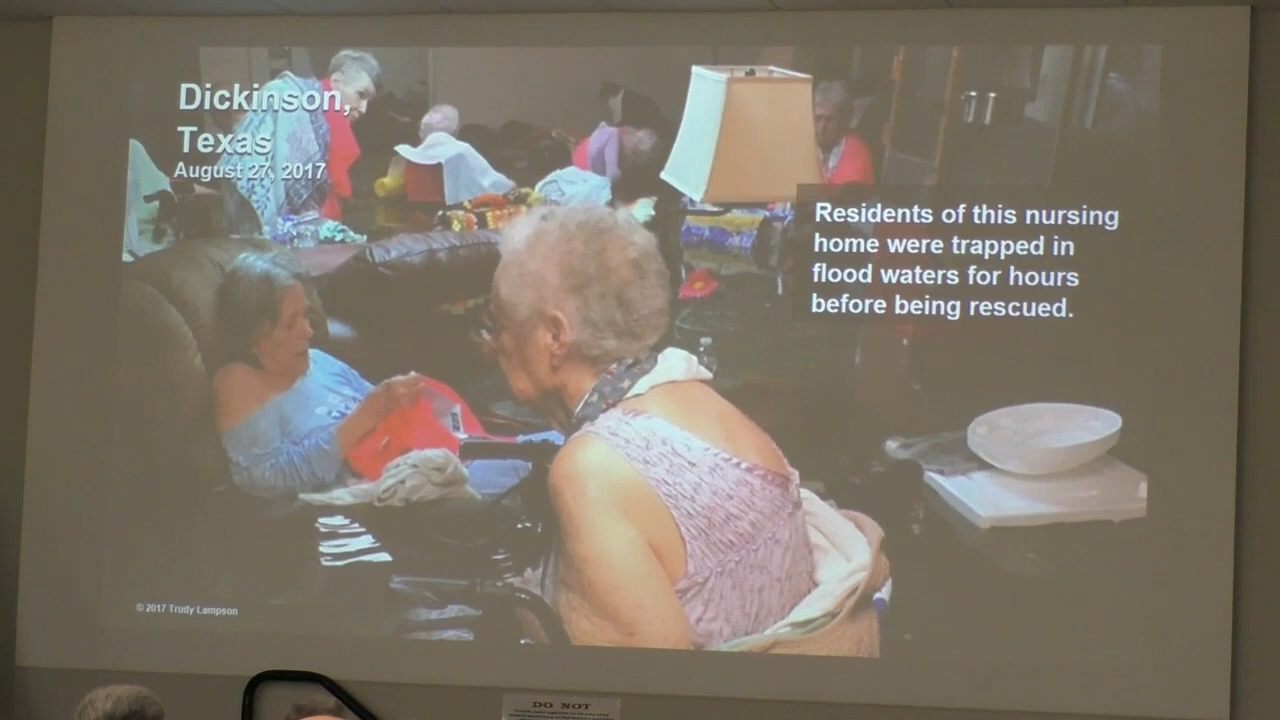 Dickinson,
Texas
August 27, 2017
Residents of this nursing
home were trapped in
flood waters for hours
before being rescued.
© 2017 Trudy Lampson
DO NOT